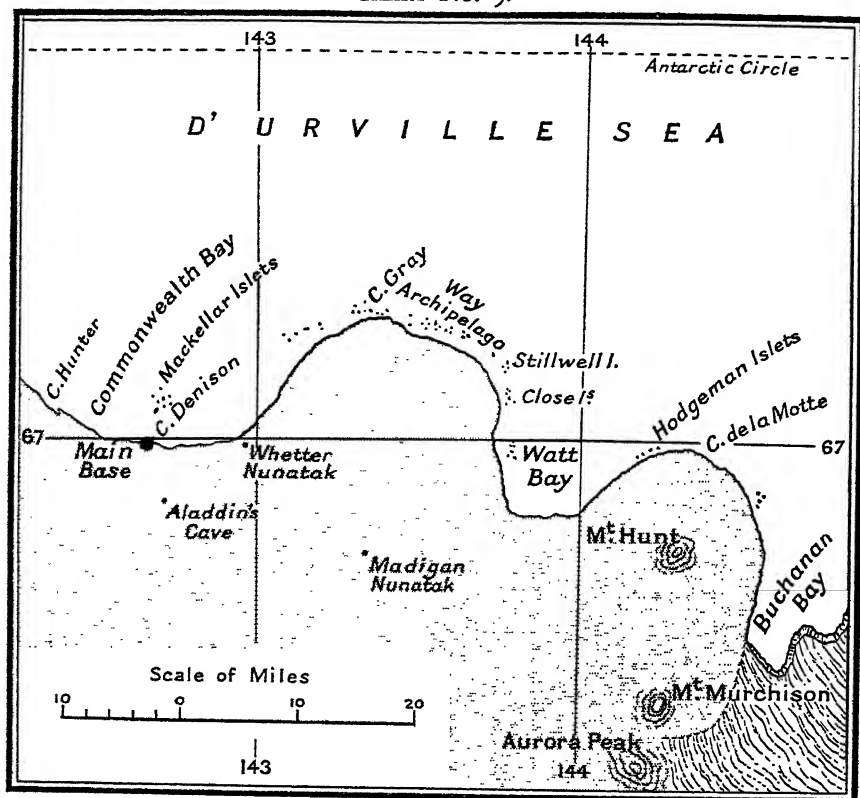 143
144
Antarctic Circle
D' URVILLE SEA
C. Hunter
Commonwealth Bay
Mackellar Islets
C. Denison
C. Gray
Way
Archipelago
Stillwell I.
Close Is
Hodgeman Islets
C. de la Motte
67
67
Main
Base
Whetter
Nunatak
Watt
Bay
Aladdin's
Cave
Madigan
Nunatak
Mt. Hunt
Buchanan
Bay
Scale of Miles
10 0 10 20
Mt. Murchison
Aurora Peak
143
144